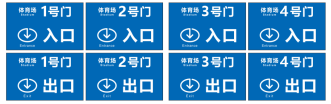 体育场 1号门
Stadium
入口
Entrance
体育场 2号门
Stadium
入口
Entrance
体育场 3号门
Stadium
入口
Entrance
体育场 4号门
Stadium
入口
Entrance
体育场 1号门
Stadium
出口
Exit
体育场 2号门
Stadium
出口
Exit
体育场 3号门
Stadium
出口
Exit
体育场 4号门
Stadium
出口
Exit